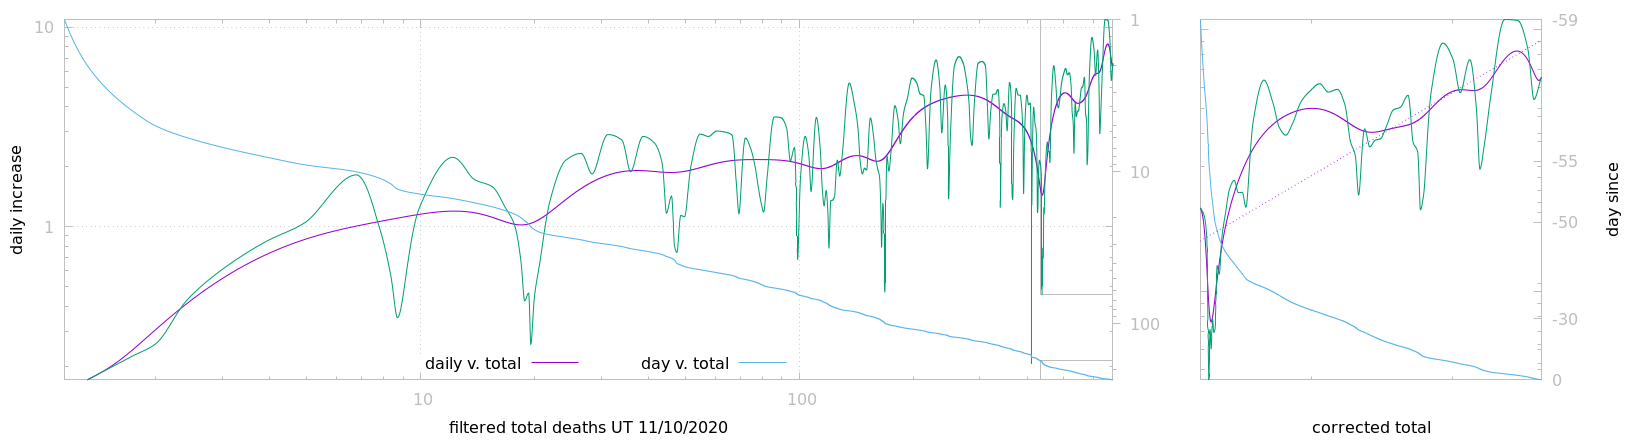 10
1
daily increase
1
10
100
daily v. total
day v. total
10
100
filtered total deaths UT 11/10/2020
-59
-55
-50
-30
0
day since
corrected total